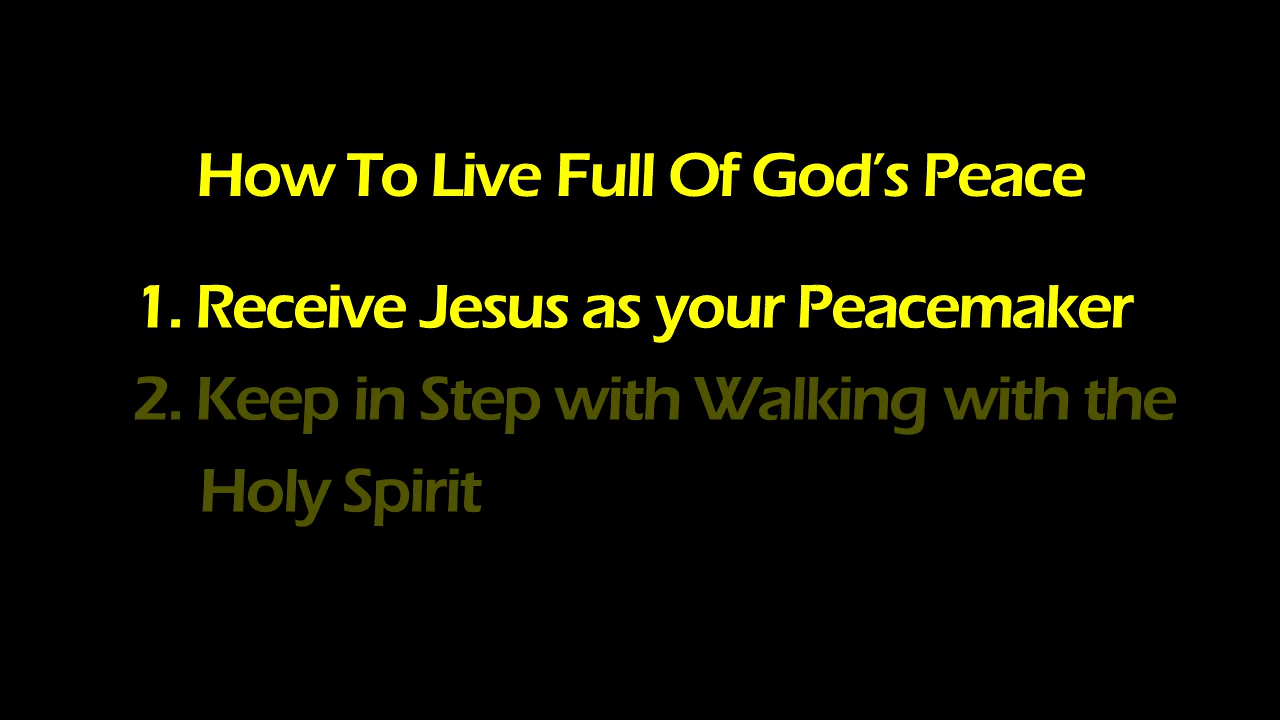 How To Live Full Of God’s Peace
1. Receive Jesus as your Peacemaker
2. Keep in Step with Walking with the
Holy Spirit